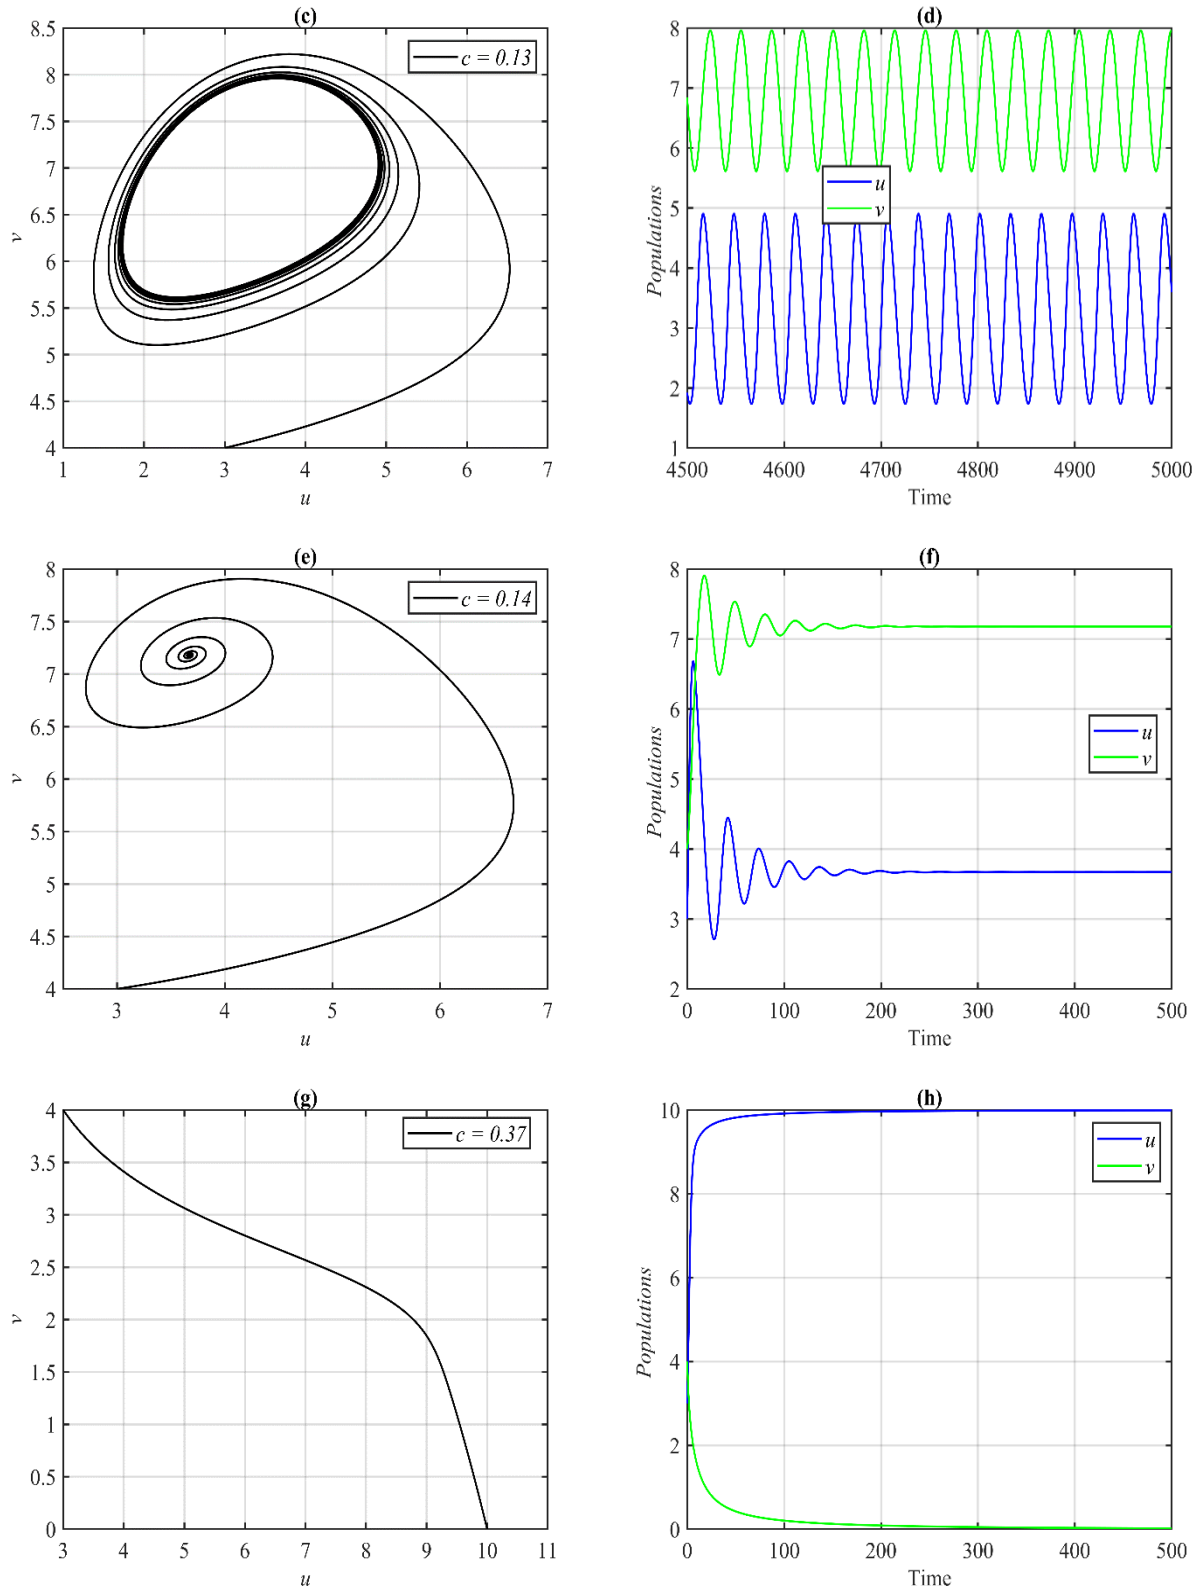 (c)
8.5
8
7.5
7
6.5
6
5.5
5
4.5
4
v
c = 0.13
1 2 3 4 5 6 7
u
(d)
8
7
6
5
4
3
2
1
Populations
u
v
4500 4600 4700 4800 4900 5000
Time
(e)
8
7.5
7
6.5
6
5.5
5
4.5
4
v
c = 0.14
3 4 5 6 7
u
(f)
8
7
6
5
4
3
2
Populations
u
v
0 100 200 300 400 500
Time
(g)
4
3.5
3
2.5
2
1.5
1
0.5
0
v
c = 0.37
3 4 5 6 7 8 9 10 11
u
(h)
10
8
6
4
2
0
Populations
u
v
0 100 200 300 400 500
Time